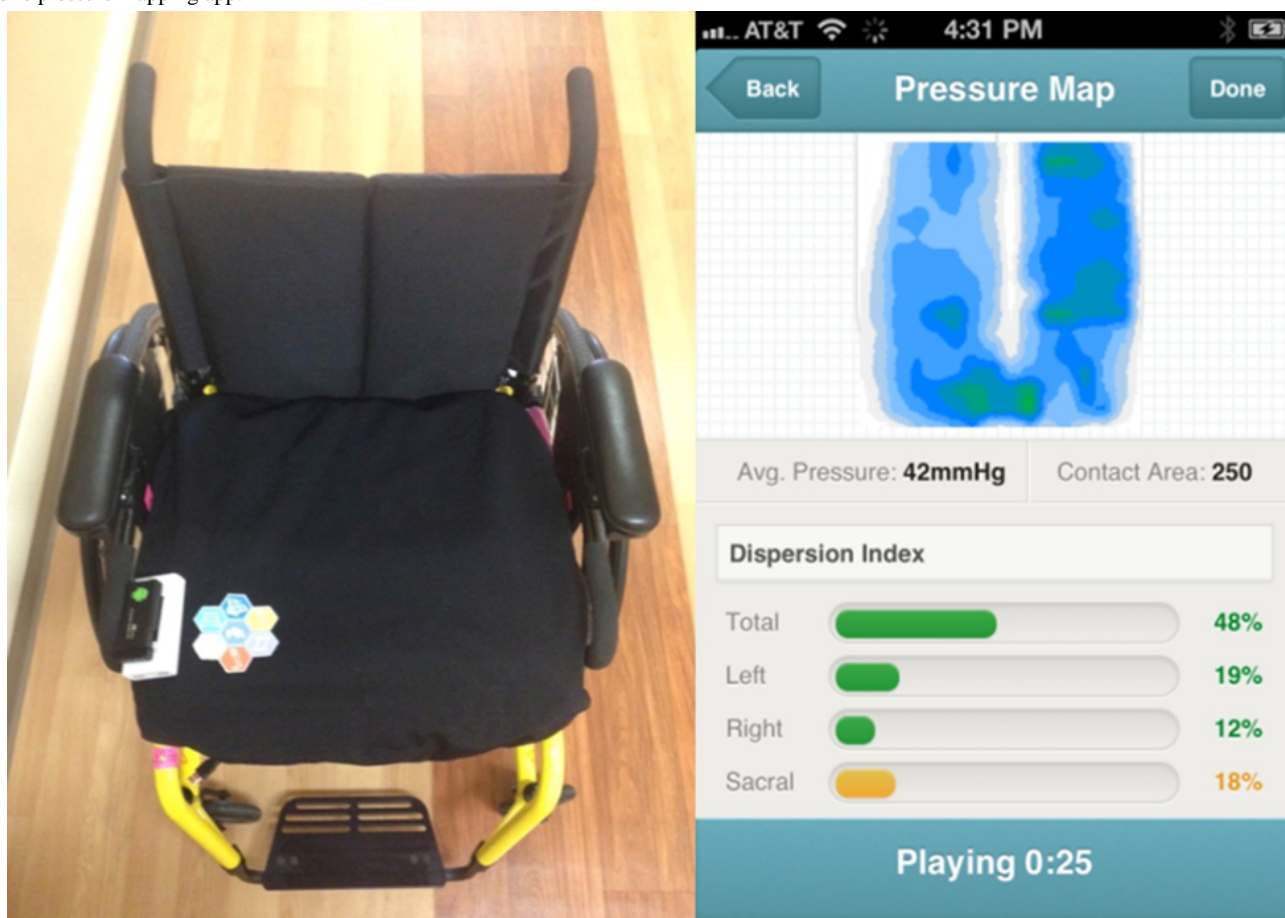 AT&T 4:31 PM
Back Pressure Map Done
Avg. Pressure: 42mmHg Contact Area: 250
Dispersion Index
Total 48%
Left 19%
Right 12%
Sacral 18%
Playing 0:25